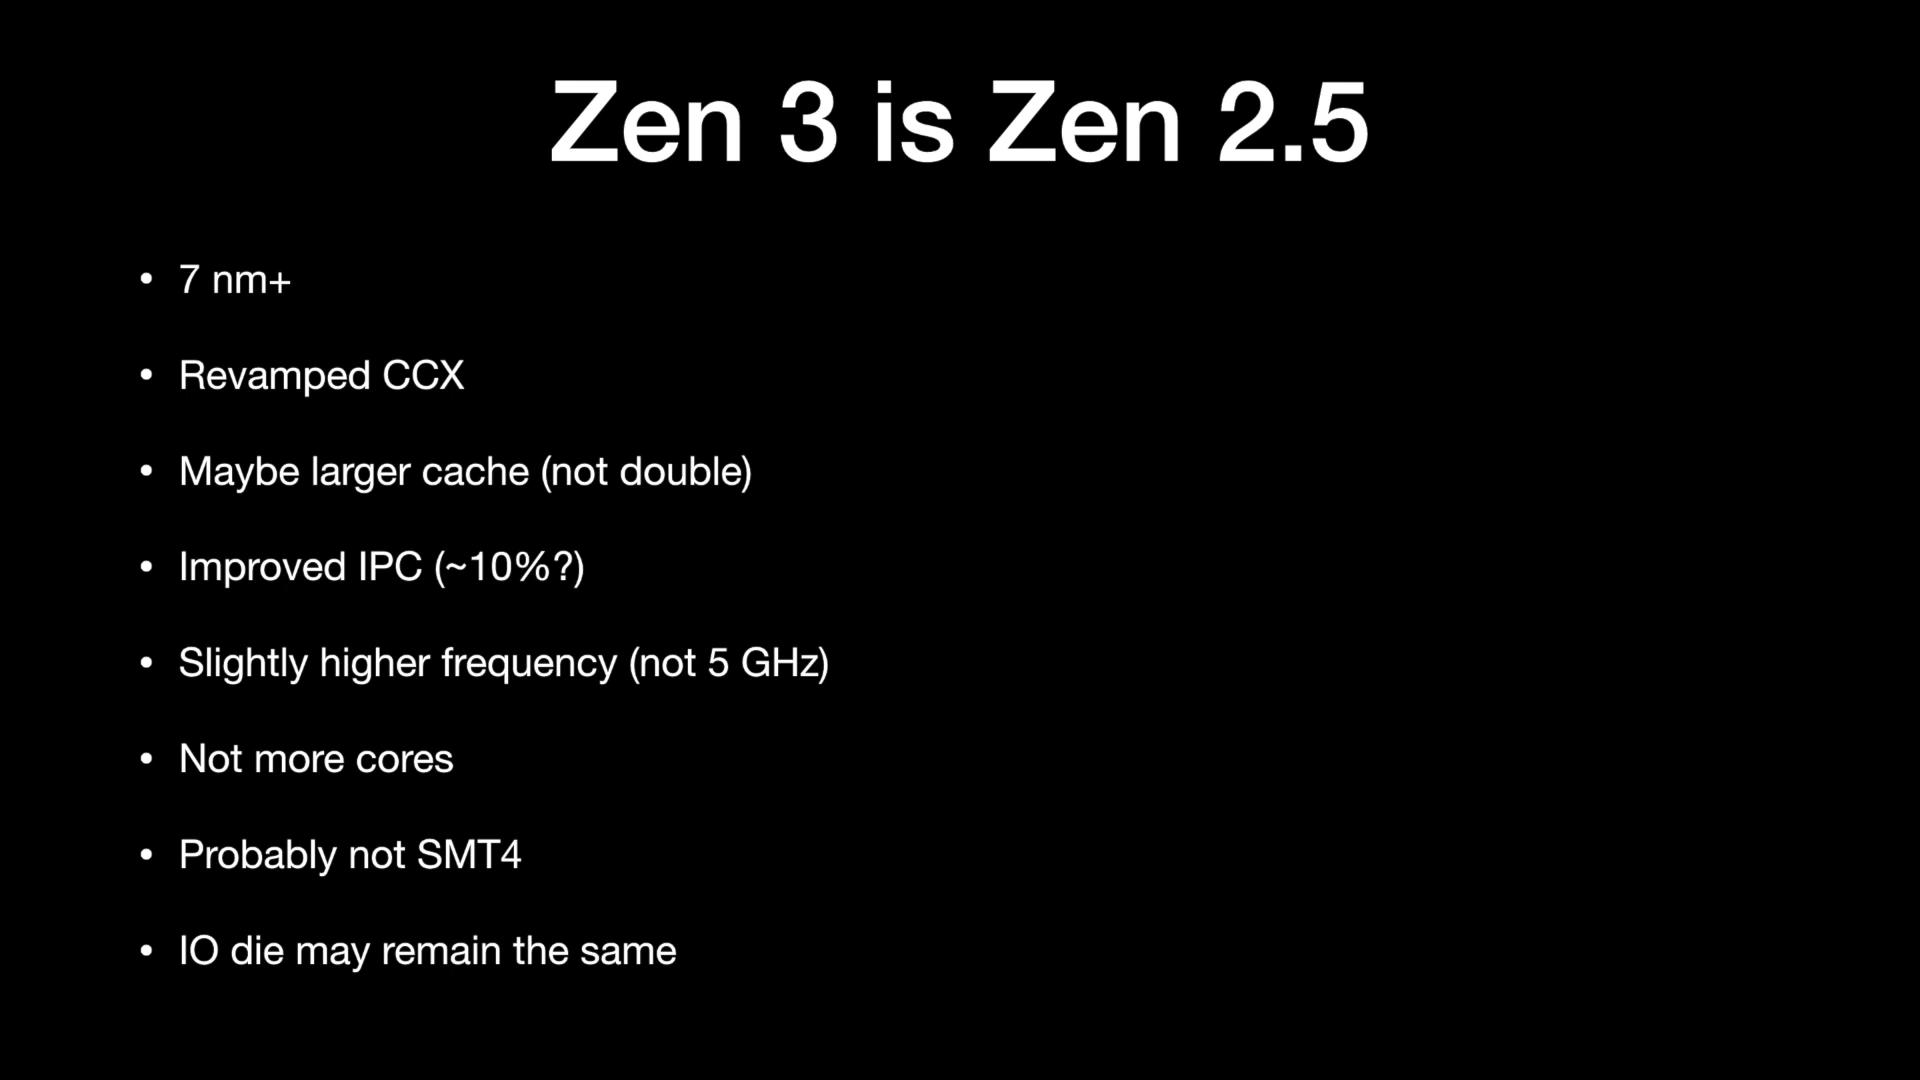 Zen 3 is Zen 2.5
• 7 nm+
• Revamped CCX
• Maybe larger cache (not double)
• Improved IPC (~10%?)
• Slightly higher frequency (not 5 GHz)
• Not more cores
• Probably not SMT4
• IO die may remain the same